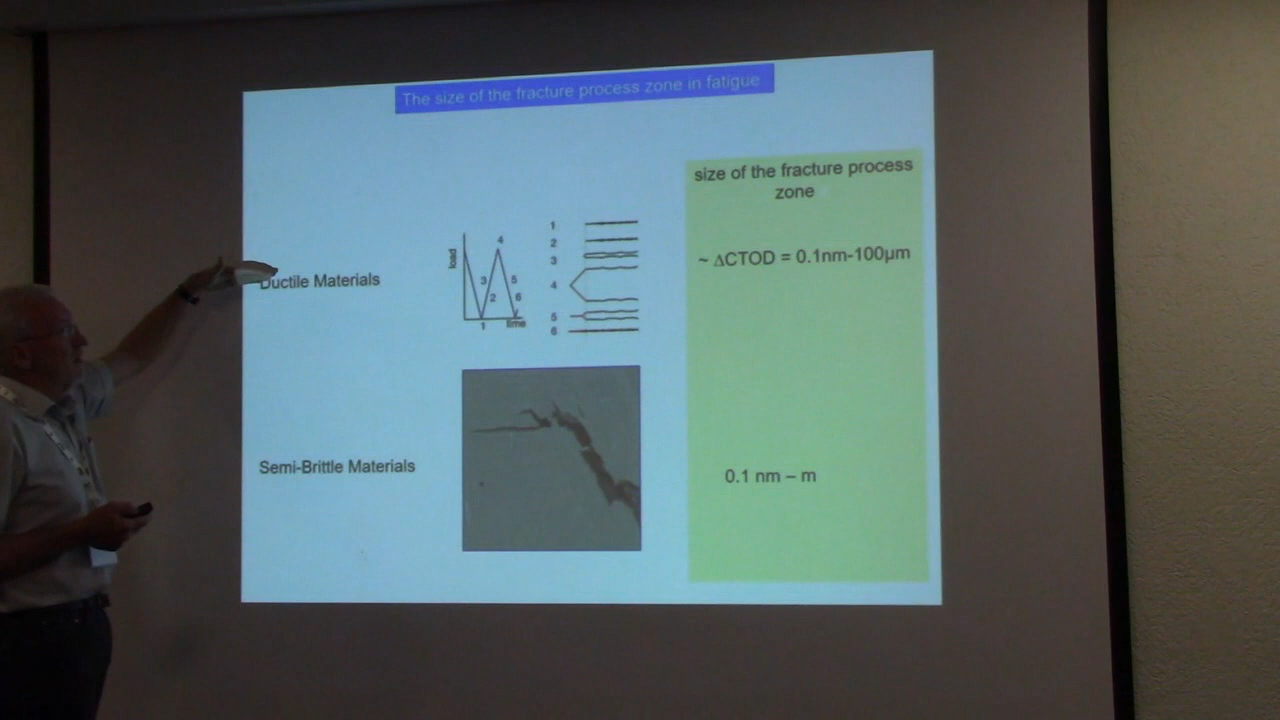 The size of the fracture process zone in fatigue
size of the fracture process
zone
Ductile Materials
load
4
3
5
2
6
1
time
1
2
3
4
5
6
~ ΔCTOD = 0.1nm-100µm
Semi-Brittle Materials
0.1 nm – m